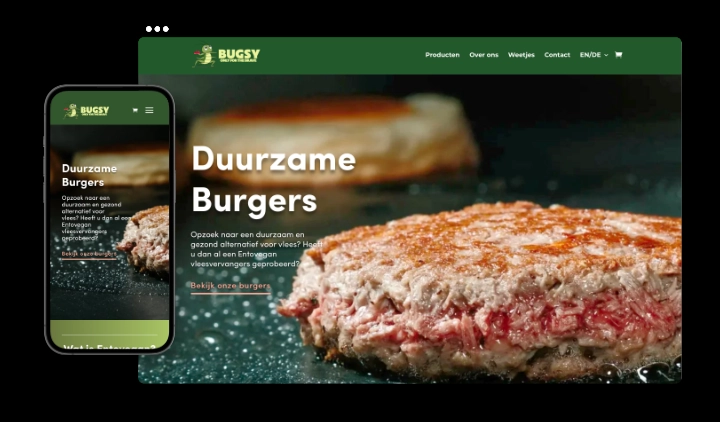 BUGSY
Producten
Over ons
Weetjes
Contact
EN/DE
Duurzame
Burgers
Opzoek naar een duurzaam en
gezond alternatief voor vlees? Heeft
u dan al een Entovegan
vleesvervangers geprobeerd?
Bekijk onze burgers
BUGSY
Duurzame
Burgers
Opzoek naar een
duurzaam en gezond
alternatief voor
vlees? Heeft u dan al een
Entovegan
vleesvervangers
geprobeerd?
Bekijk onze burgers
Wat is Entovegan?